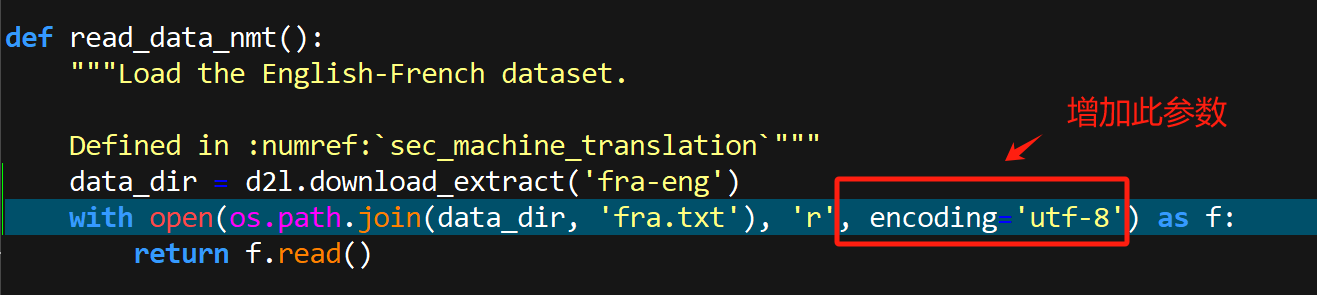 def read_data_nmt():
    """Load the English-French dataset.
增加此参数
    Defined in :numref:`sec_machine_translation`"""
    data_dir = d2l.download_extract('fra-eng')
    with open(os.path.join(data_dir, 'fra.txt'), 'r', encoding='utf-8') as f:
        return f.read()